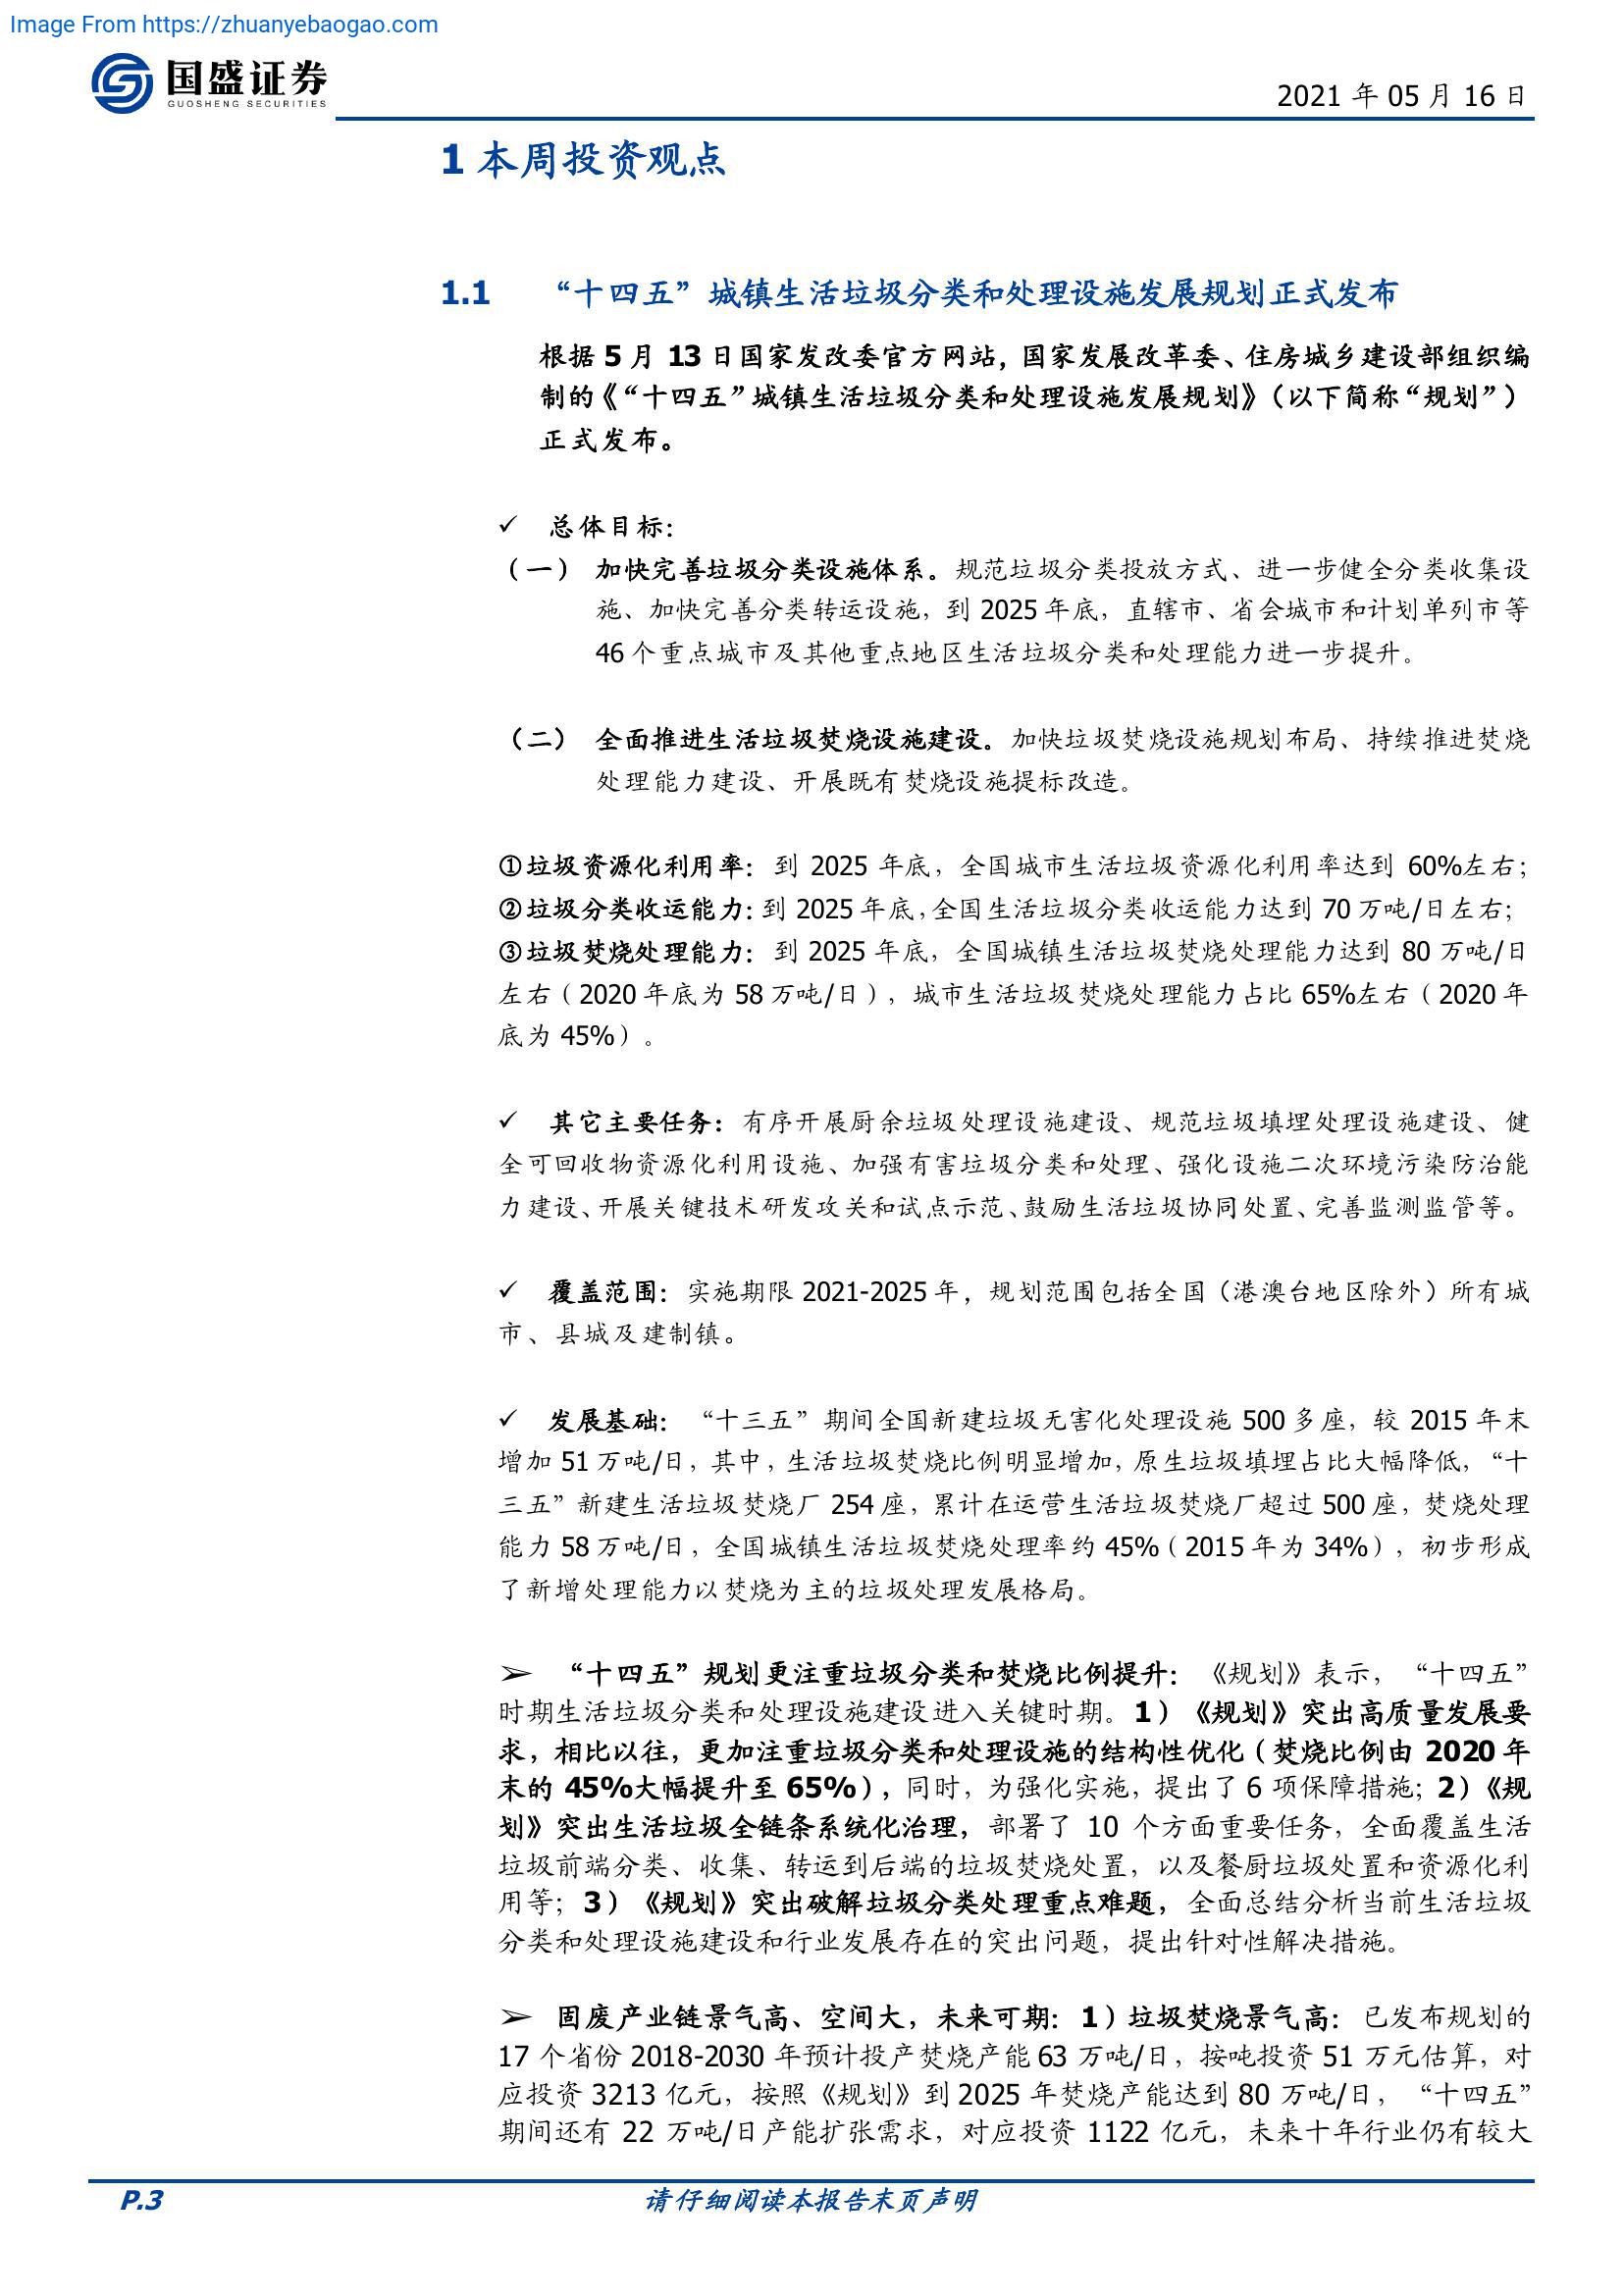 Image From https://zhuanyebaogao.com
国盛证券
GUOSHENG SECURITIES
2021 年 05 月 16 日
1 本周投资观点
1.1 “十四五”城镇生活垃圾分类和处理设施发展规划正式发布
根据 5 月 13 日国家发改委官方网站，国家发展改革委、住房城乡建设部组织编
制的《“十四五”城镇生活垃圾分类和处理设施发展规划》（以下简称“规划”）
正式发布。
✓ 总体目标：
（一） 加快完善垃圾分类设施体系。规范垃圾分类投放方式、进一步健全分类收集设
施、加快完善分类转运设施，到 2025 年底，直辖市、省会城市和计划单列市等
46 个重点城市及其他重点地区生活垃圾分类和处理能力进一步提升。
（二） 全面推进生活垃圾焚烧设施建设。加快垃圾焚烧设施规划布局、持续推进焚烧
处理能力建设、开展既有焚烧设施提标改造。
①垃圾资源化利用率：到 2025 年底，全国城市生活垃圾资源化利用率达到 60%左右；
②垃圾分类收运能力：到 2025 年底，全国生活垃圾分类收运能力达到 70 万吨/日左右；
③垃圾焚烧处理能力：到 2025 年底，全国城镇生活垃圾焚烧处理能力达到 80 万吨/日
左右（2020 年底为 58 万吨/日），城市生活垃圾焚烧处理能力占比 65%左右（2020 年
底为 45%）。
✓ 其它主要任务：有序开展厨余垃圾处理设施建设、规范垃圾填埋处理设施建设、健
全可回收物资源化利用设施、加强有害垃圾分类和处理、强化设施二次环境污染防治能
力建设、开展关键技术研发攻关和试点示范、鼓励生活垃圾协同处置、完善监测监管等。
✓ 覆盖范围：实施期限 2021-2025 年，规划范围包括全国（港澳台地区除外）所有城
市、县城及建制镇。
✓ 发展基础：“十三五”期间全国新建垃圾无害化处理设施 500 多座，较 2015 年末
增加 51 万吨/日，其中，生活垃圾焚烧比例明显增加，原生垃圾填埋占比大幅降低，“十
三五”新建生活垃圾焚烧厂 254 座，累计在运营生活垃圾焚烧厂超过 500 座，焚烧处理
能力 58 万吨/日，全国城镇生活垃圾焚烧处理率约 45%（2015 年为 34%），初步形成
了新增处理能力以焚烧为主的垃圾处理发展格局。
➢ “十四五”规划更注重垃圾分类和焚烧比例提升：《规划》表示，“十四五”
时期生活垃圾分类和处理设施建设进入关键时期。1）《规划》突出高质量发展要
求，相比以往，更加注重垃圾分类和处理设施的结构性优化（焚烧比例由 2020 年
末的 45%大幅提升至 65%），同时，为强化实施，提出了 6 项保障措施；2）《规
划》突出生活垃圾全链条系统化治理，部署了 10 个方面重要任务，全面覆盖生活
垃圾前端分类、收集、转运到后端的垃圾焚烧处置，以及餐厨垃圾处置和资源化利
用等；3）《规划》突出破解垃圾分类处理重点难题，全面总结分析当前生活垃圾
分类和处理设施建设和行业发展存在的突出问题，提出针对性解决措施。
➢ 固废产业链景气高、空间大，未来可期：1）垃圾焚烧景气高：已发布规划的
17 个省份 2018-2030 年预计投产焚烧产能 63 万吨/日，按吨投资 51 万元估算，对
应投资 3213 亿元，按照《规划》到 2025 年焚烧产能达到 80 万吨/日，“十四五”
期间还有 22 万吨/日产能扩张需求，对应投资 1122 亿元，未来十年行业仍有较大
P.3
请仔细阅读本报告末页声明